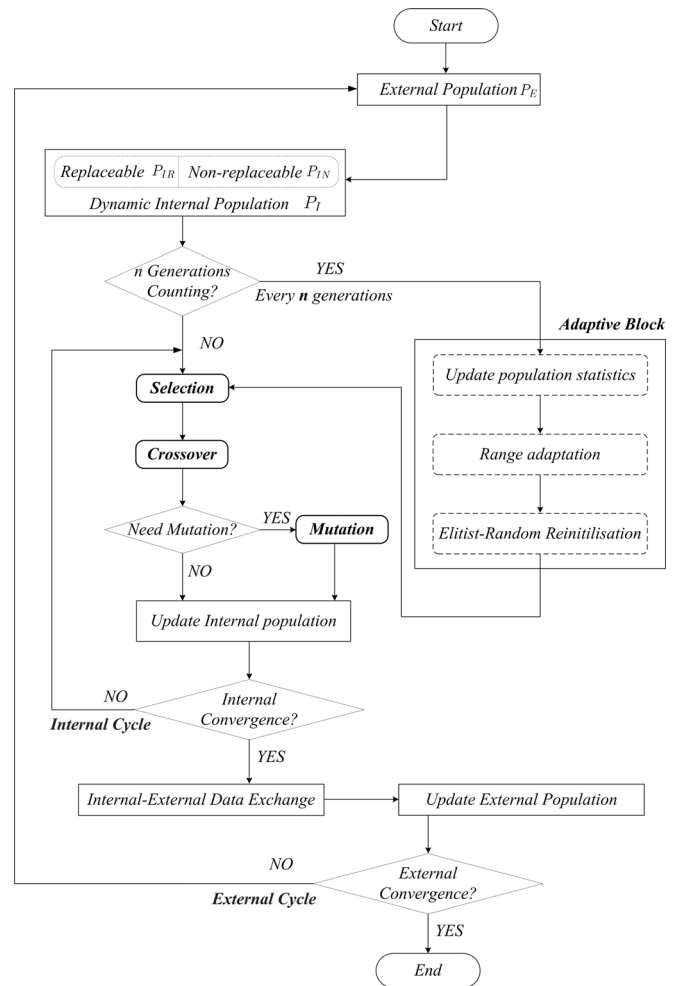 Start
External Population P_E
Replaceable P_IR Non-replaceable P_IN
Dynamic Internal Population P_I
n Generations
Counting?
YES
Every n generations
NO
Adaptive Block
Update population statistics
Selection
Crossover
Range adaptation
Need Mutation?
YES
Mutation
Elitist-Random Reinitilisation
NO
Update Internal population
Internal
Convergence?
NO
Internal Cycle
YES
Internal-External Data Exchange
Update External Population
External
Convergence?
NO
External Cycle
YES
End